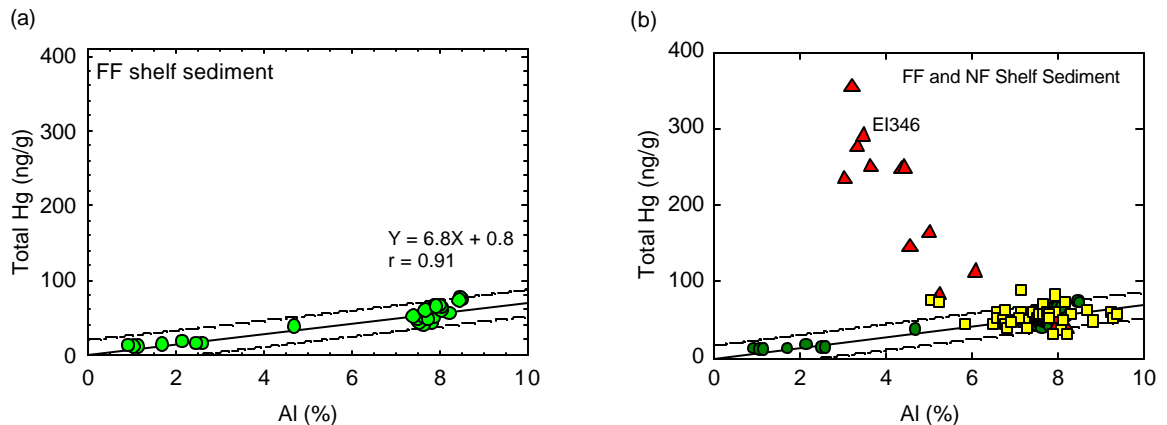 (a)
FF shelf sediment
400
300
200
100
0
Total Hg (ng/g)
Y = 6.8X + 0.8
r = 0.91
0 2 4 6 8 10
Al (%)
(b)
FF and NF Shelf Sediment
400
300
200
100
0
Total Hg (ng/g)
EI346
0 2 4 6 8 10
Al (%)